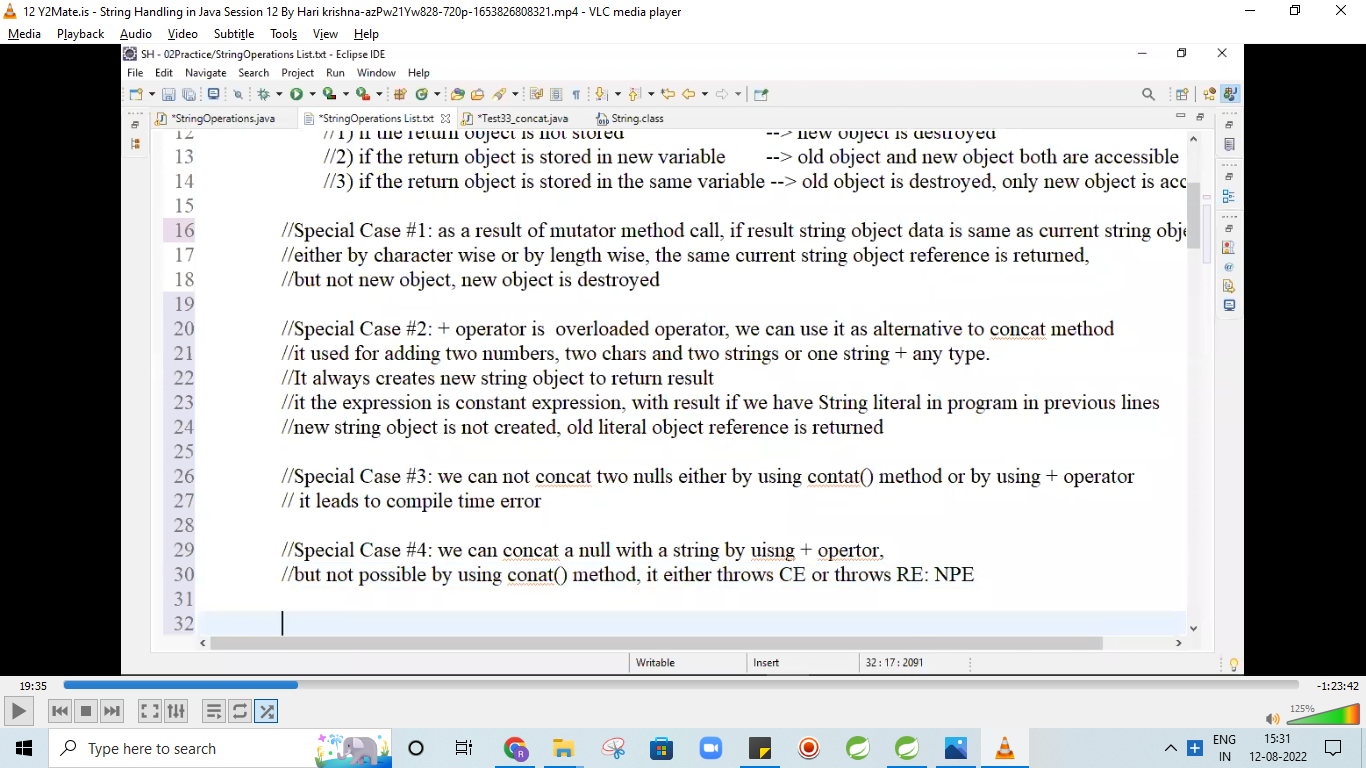 12 Y2Mate.is - String Handling in Java Session 12 By Hari krishna-azPw21Yw828-720p-1653826808321.mp4 - VLC media player
Media Playback Audio Video Subtitle Tools View Help
SH - 02Practice/StringOperations List.txt - Eclipse IDE
File Edit Navigate Search Project Run Window Help
*StringOperations.java *StringOperations List.txt *Test33_concat.java String.class
12 //1) if the return object is not stored --> new object is destroyed
13 //2) if the return object is stored in new variable --> old object and new object both are accessible
14 //3) if the return object is stored in the same variable --> old object is destroyed, only new object is acc
15
16 //Special Case #1: as a result of mutator method call, if result string object data is same as current string obje
17 //either by character wise or by length wise, the same current string object reference is returned,
18 //but not new object, new object is destroyed
19
20 //Special Case #2: + operator is  overloaded operator, we can use it as alternative to concat method
21 //it used for adding two numbers, two chars and two strings or one string + any type.
22 //It always creates new string object to return result
23 //it the expression is constant expression, with result if we have String literal in program in previous lines
24 //new string object is not created, old literal object reference is returned
25
26 //Special Case #3: we can not concat two nulls either by using contat() method or by using + operator
27 // it leads to compile time error
28
29 //Special Case #4: we can concat a null with a string by uisng + opertor,
30 //but not possible by using conat() method, it either throws CE or throws RE: NPE
31
32
Writable Insert 32 : 17 : 2091
19:35 -1:23:42
125%
Type here to search
ENG 15:31
IN 12-08-2022